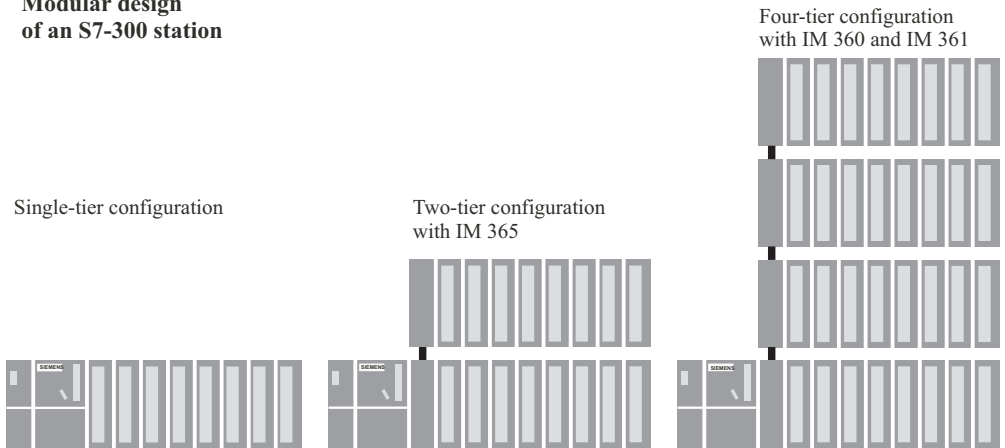 Modular design
of an S7-300 station
Four-tier configuration
with IM 360 and IM 361
Single-tier configuration
Two-tier configuration
with IM 365
SIEMENS
SIEMENS
SIEMENS